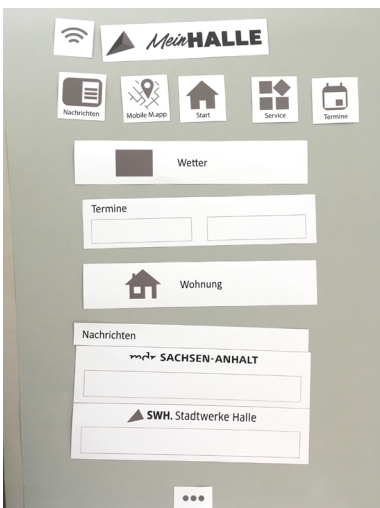 MeinHALLE
Nachrichten
Mobile M.app
Start
Service
Termine
Wetter
Termine
Wohnung
Nachrichten
mdr SACHSEN-ANHALT
SWH. Stadtwerke Halle